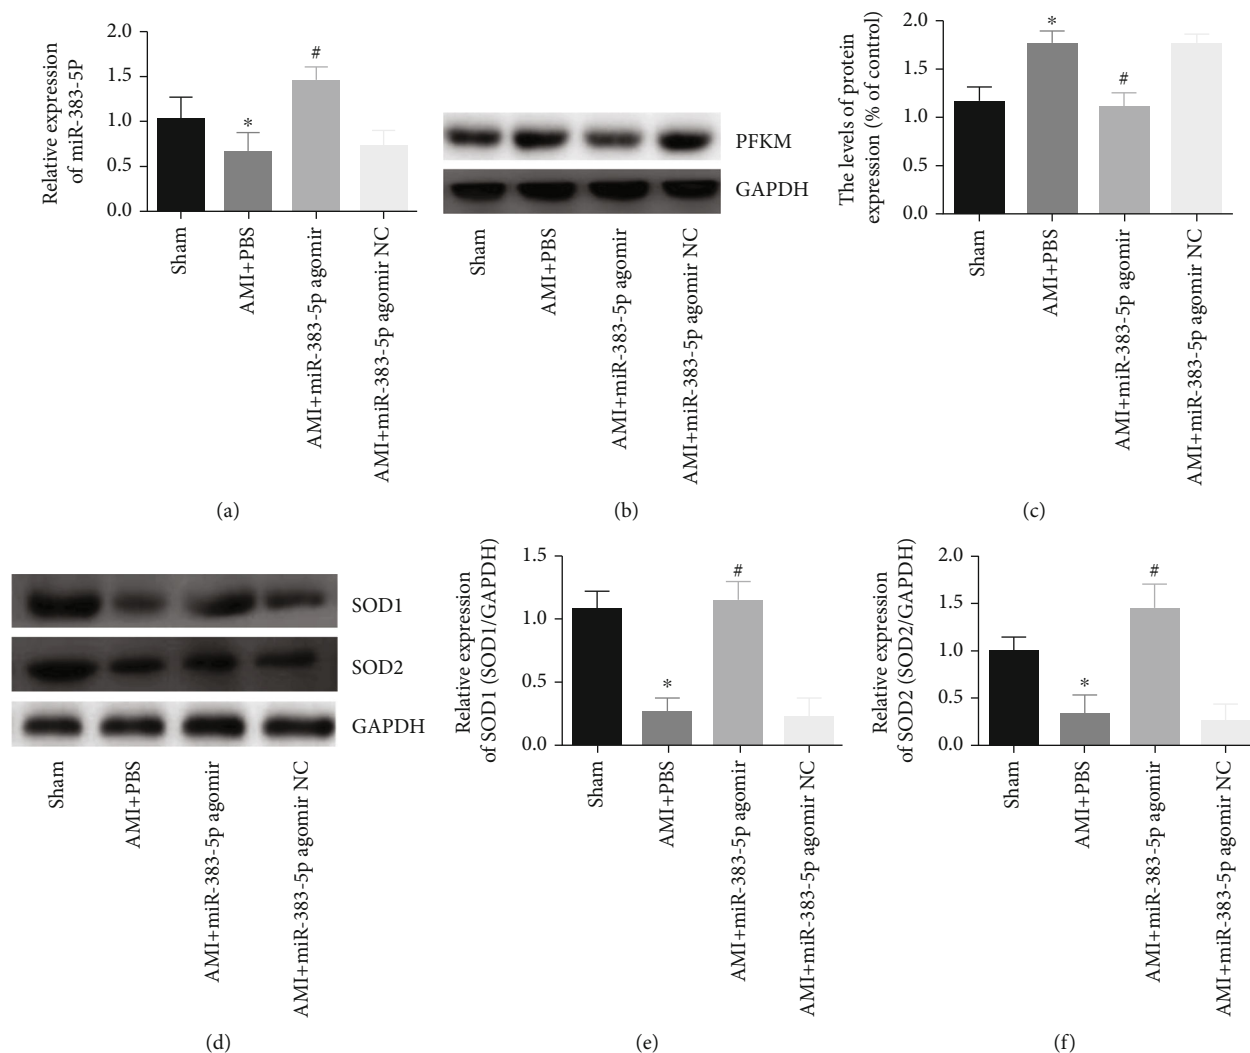 Relative expression
of miR-383-5P
2.0
1.5
1.0
0.5
0.0
*
#
Sham
AMI+PBS
AMI+miR-383-5p agomir
AMI+miR-383-5p agomir NC
(a)
PFKM
GAPDH
Sham
AMI+PBS
AMI+miR-383-5p agomir
AMI+miR-383-5p agomir NC
(b)
The levels of protein
expression (% of control)
2.0
1.5
1.0
0.5
0.0
*
#
Sham
AMI+PBS
AMI+miR-383-5p agomir
AMI+miR-383-5p agomir NC
(c)
SOD1
SOD2
GAPDH
Sham
AMI+PBS
AMI+miR-383-5p agomir
AMI+miR-383-5p agomir NC
(d)
Relative expression
of SOD1 (SOD1/GAPDH)
1.5
1.0
0.5
0.0
*
#
Sham
AMI+PBS
AMI+miR-383-5p agomir
AMI+miR-383-5p agomir NC
(e)
Relative expression
of SOD2 (SOD2/GAPDH)
2.0
1.5
1.0
0.5
0.0
*
#
Sham
AMI+PBS
AMI+miR-383-5p agomir
AMI+miR-383-5p agomir NC
(f)